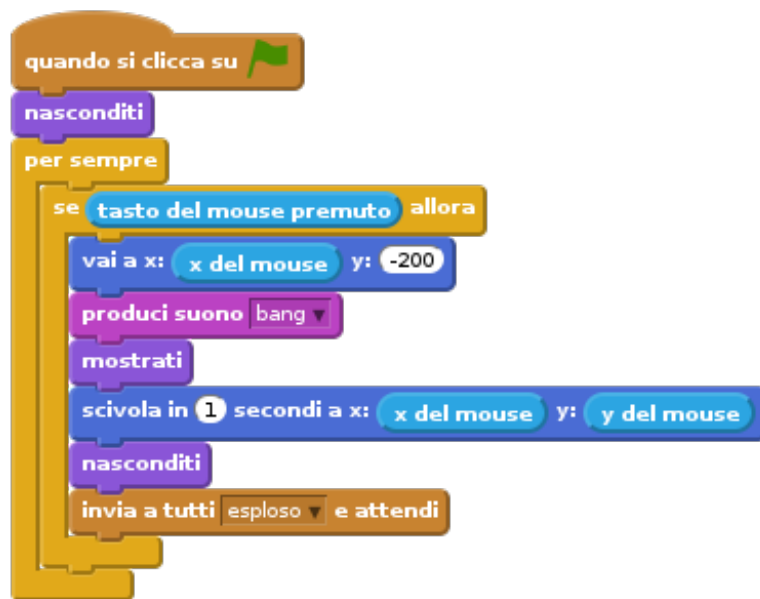 quando si clicca su
nasconditi
per sempre
se tasto del mouse premuto allora
vai a x: x del mouse y: -200
produci suono bang
mostrati
scivola in 1 secondi a x: x del mouse y: y del mouse
nasconditi
invia a tutti esploso e attendi